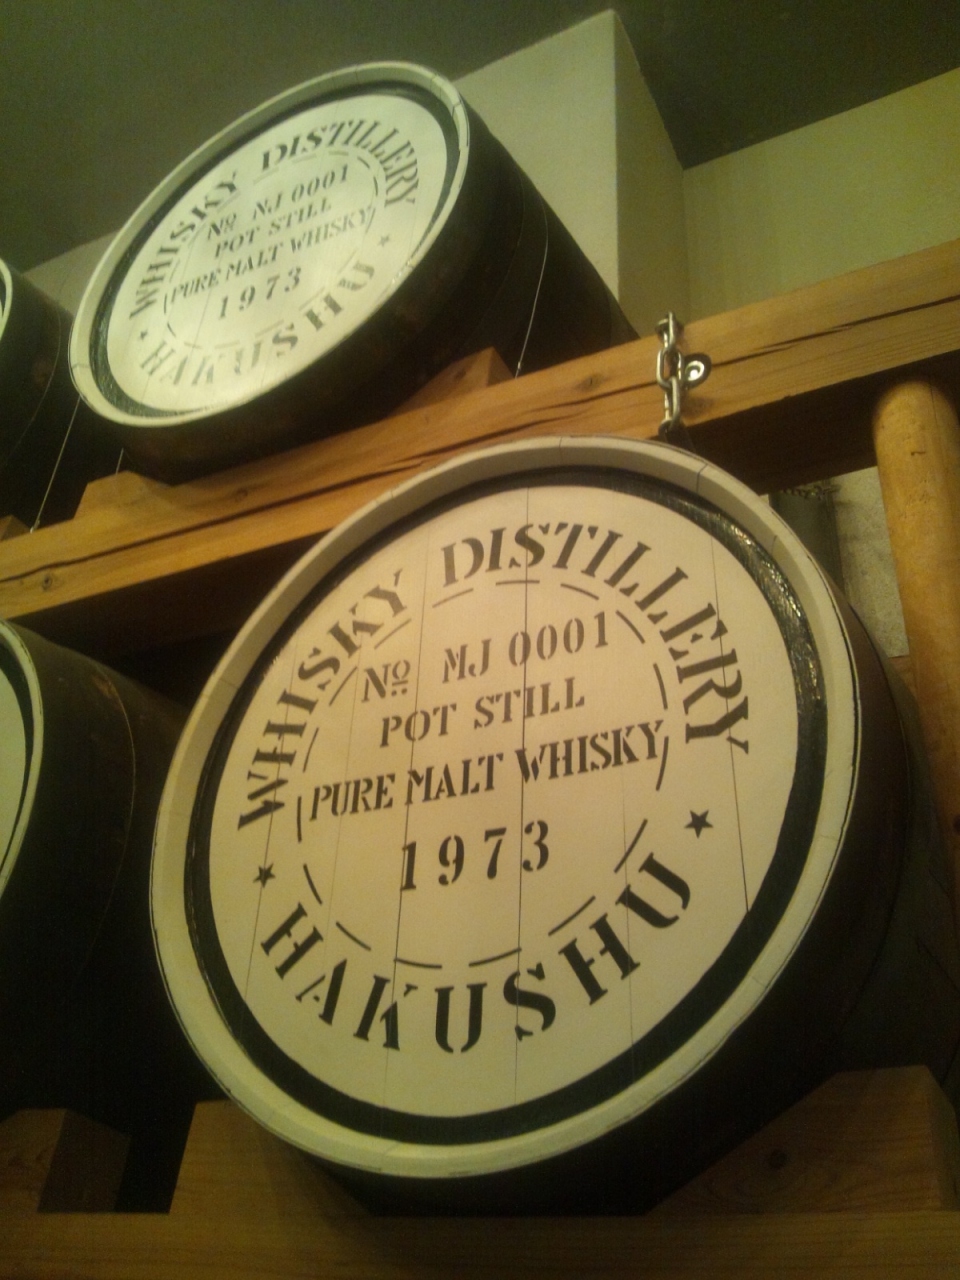 WHISKY DISTILLERY
Nº NJ 0001
POT STILL
PURE MALT WHISKY
1973
★ HAKUSHU ★
WHISKY DISTILLERY
Nº MJ 0001
POT STILL
PURE MALT WHISKY
1973
★ HAKUSHU ★